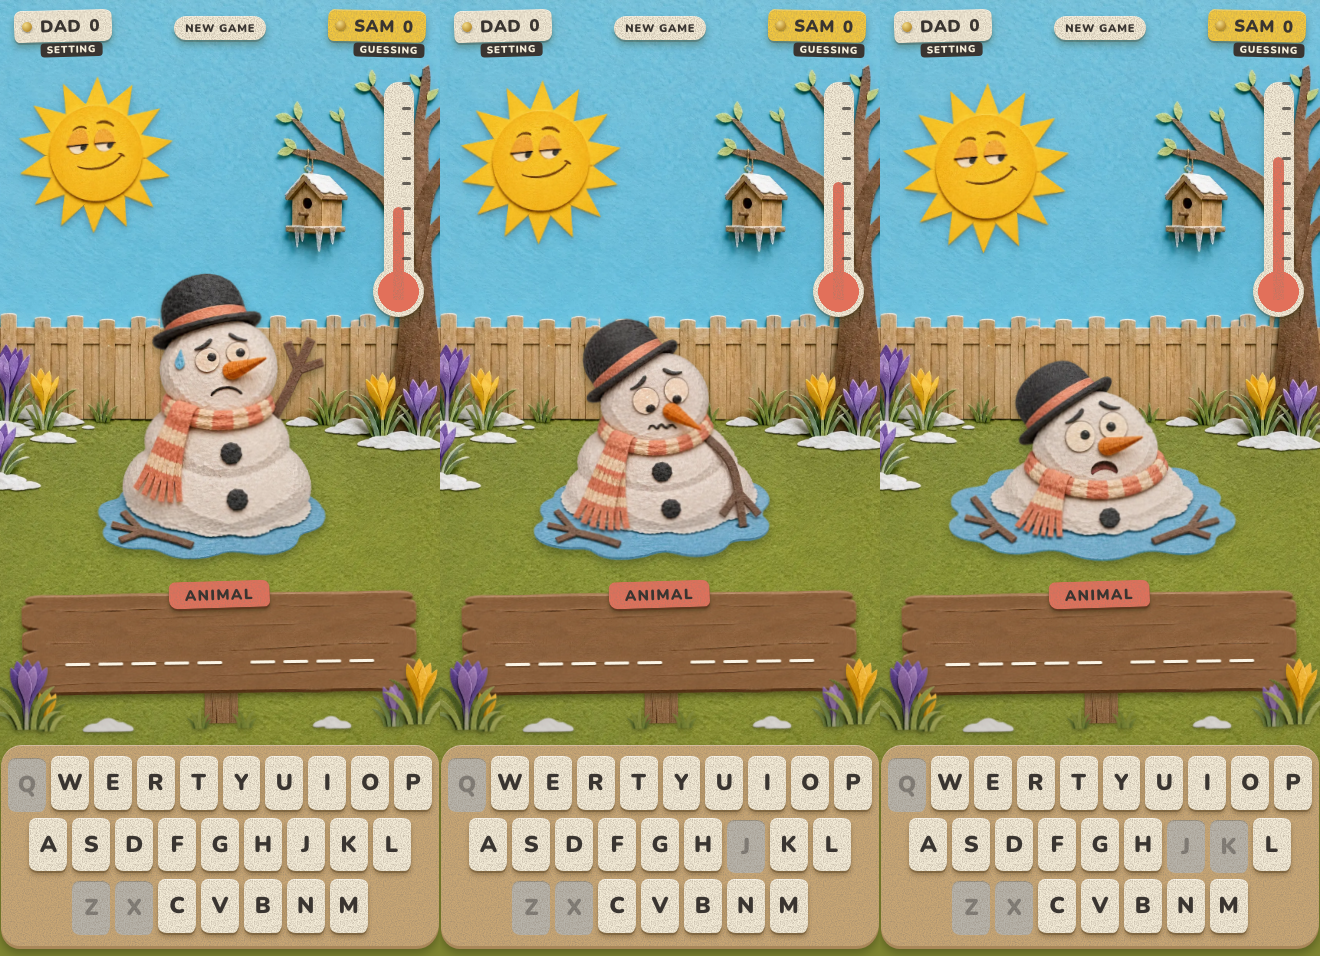 DAD 0
NEW GAME
SAM 0
SETTING
GUESSING
ANIMAL
Q W E R T Y U I O P
A S D F G H J K L
Z X C V B N M
DAD 0
NEW GAME
SAM 0
SETTING
GUESSING
ANIMAL
Q W E R T Y U I O P
A S D F G H J K L
Z X C V B N M
DAD 0
NEW GAME
SAM 0
SETTING
GUESSING
ANIMAL
Q W E R T Y U I O P
A S D F G H J K L
Z X C V B N M